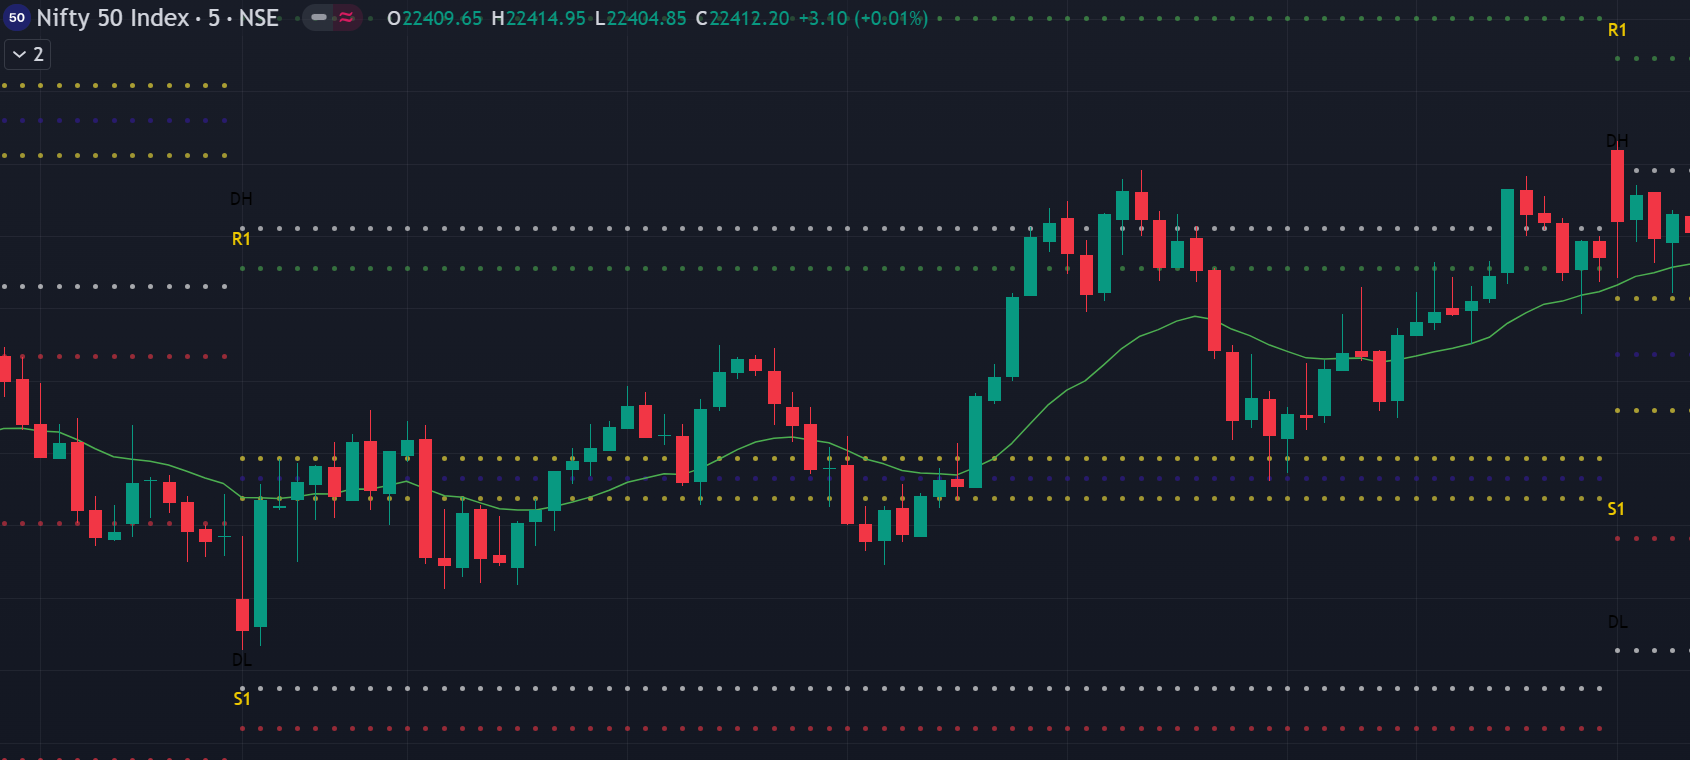 50 Nifty 50 Index · 5 · NSE O22409.65 H22414.95 L22404.85 C22412.20 +3.10 (+0.01%)
R1
2
DH
DH
R1
S1
DL
DL
S1